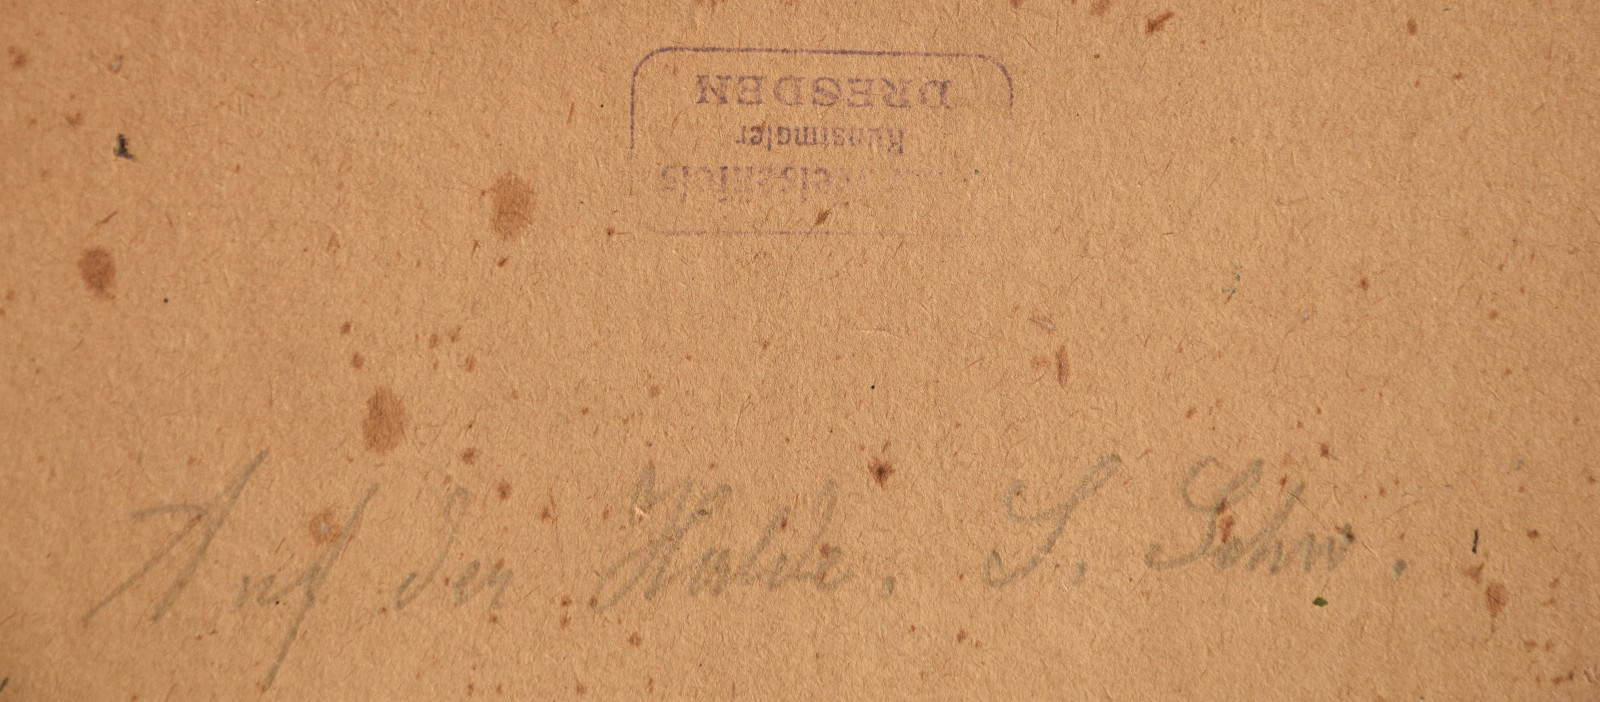 DRESDEN
Kunstmaler
Auf der Halde. S. Schw.